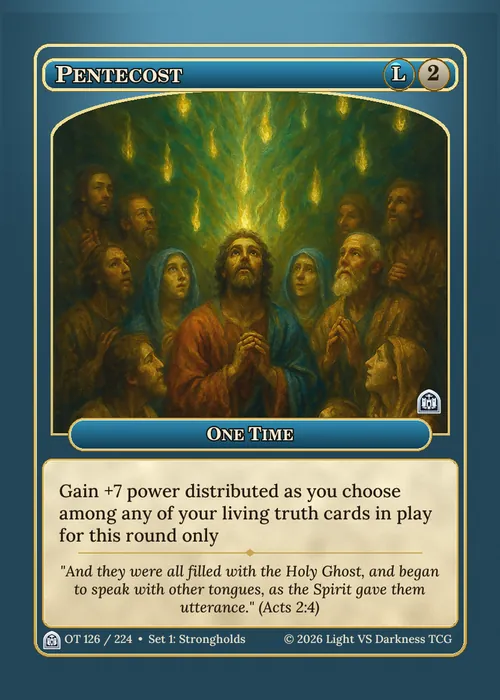 PENTECOST
L 2
ONE TIME
Gain +7 power distributed as you choose
among any of your living truth cards in play
for this round only
"And they were all filled with the Holy Ghost, and began
to speak with other tongues, as the Spirit gave them
utterance." (Acts 2:4)
OT 126 / 224 • Set 1: Strongholds © 2026 Light VS Darkness TCG